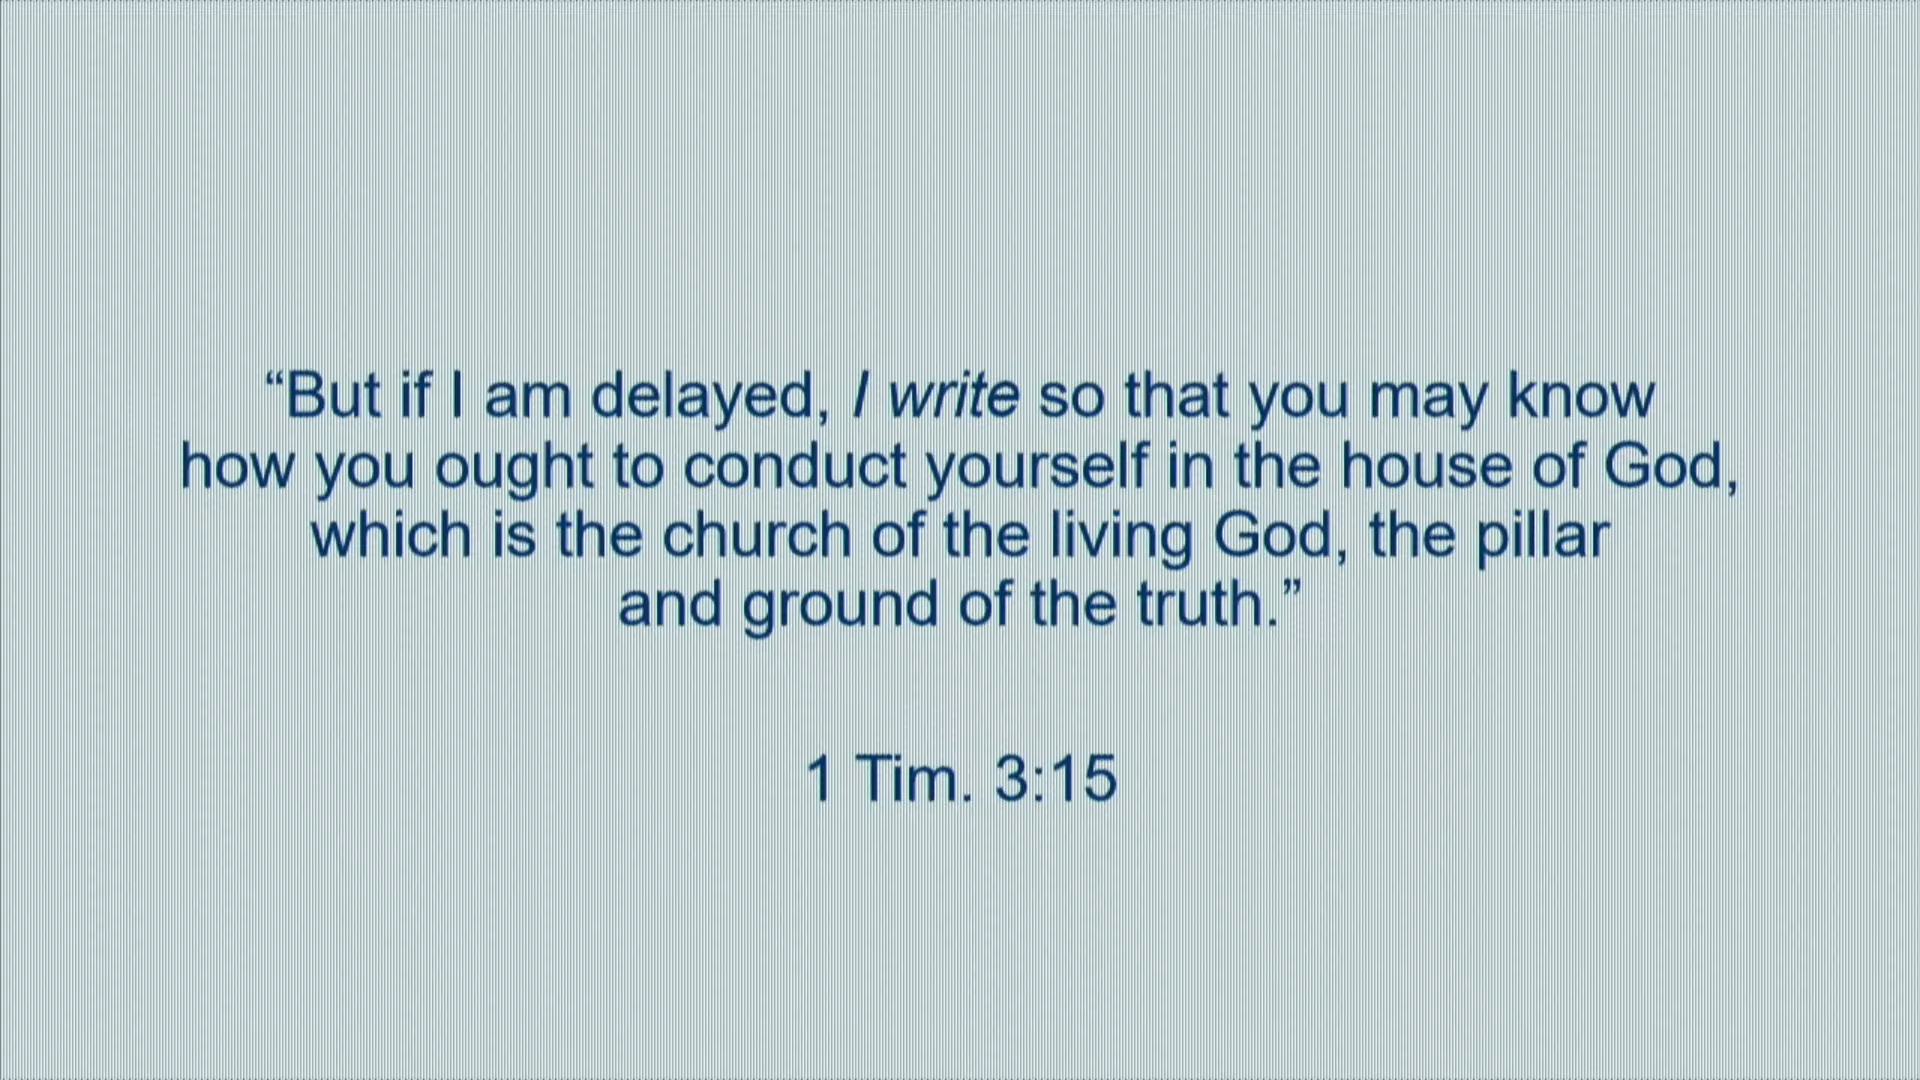 “But if I am delayed, I write so that you may know
how you ought to conduct yourself in the house of God,
which is the church of the living God, the pillar
and ground of the truth.”
1 Tim. 3:15